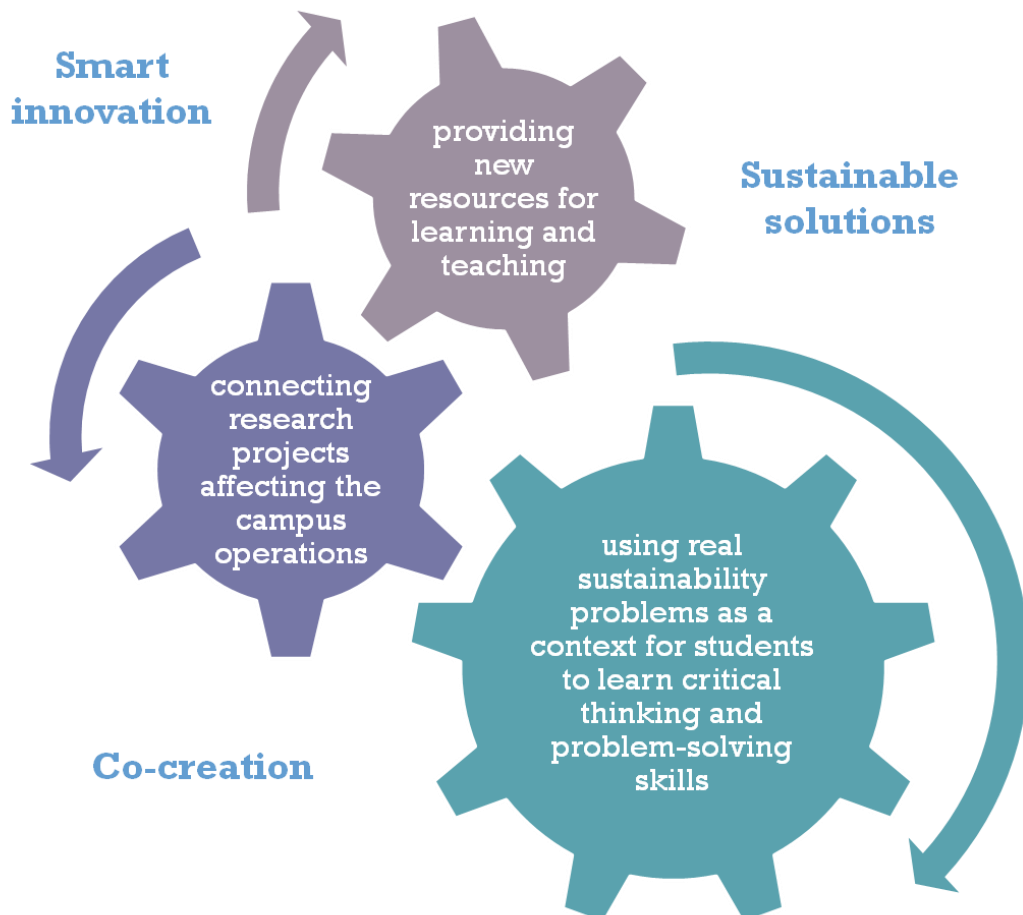 Smart
innovation
providing
new
resources for
learning and
teaching
Sustainable
solutions
connecting
research
projects
affecting the
campus
operations
using real
sustainability
problems as a
context for students
to learn critical
thinking and
problem-solving
skills
Co-creation